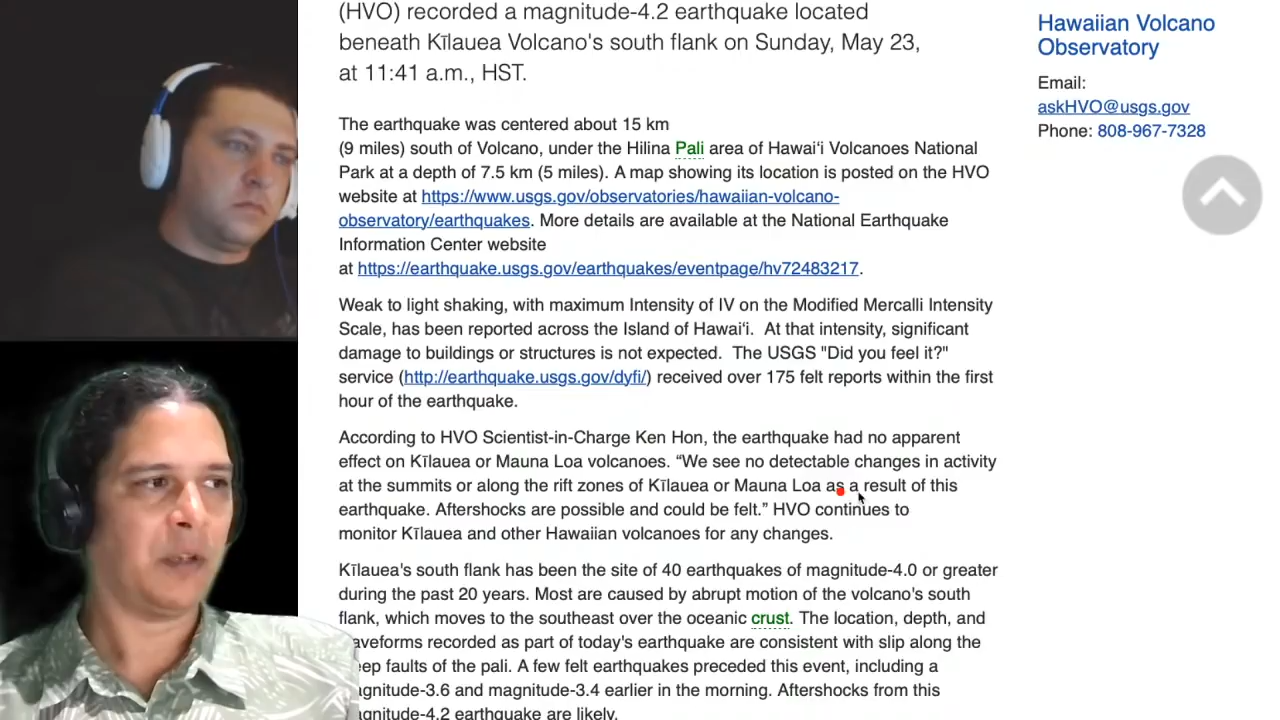 (HVO) recorded a magnitude-4.2 earthquake located
beneath Kīlauea Volcano's south flank on Sunday, May 23,
at 11:41 a.m., HST.
The earthquake was centered about 15 km
(9 miles) south of Volcano, under the Hilina Pali area of Hawaiʻi Volcanoes National
Park at a depth of 7.5 km (5 miles). A map showing its location is posted on the HVO
website at https://www.usgs.gov/observatories/hawaiian-volcano-
observatory/earthquakes. More details are available at the National Earthquake
Information Center website
at https://earthquake.usgs.gov/earthquakes/eventpage/hv72483217.
Weak to light shaking, with maximum Intensity of IV on the Modified Mercalli Intensity
Scale, has been reported across the Island of Hawaiʻi. At that intensity, significant
damage to buildings or structures is not expected. The USGS "Did you feel it?"
service (http://earthquake.usgs.gov/dyfi/) received over 175 felt reports within the first
hour of the earthquake.
According to HVO Scientist-in-Charge Ken Hon, the earthquake had no apparent
effect on Kīlauea or Mauna Loa volcanoes. “We see no detectable changes in activity
at the summits or along the rift zones of Kīlauea or Mauna Loa as a result of this
earthquake. Aftershocks are possible and could be felt.” HVO continues to
monitor Kīlauea and other Hawaiian volcanoes for any changes.
Kīlauea's south flank has been the site of 40 earthquakes of magnitude-4.0 or greater
during the past 20 years. Most are caused by abrupt motion of the volcano's south
flank, which moves to the southeast over the oceanic crust. The location, depth, and
aveforms recorded as part of today's earthquake are consistent with slip along the
eep faults of the pali. A few felt earthquakes preceded this event, including a
agnitude-3.6 and magnitude-3.4 earlier in the morning. Aftershocks from this
agnitude-4.2 earthquake are likely.
Hawaiian Volcano
Observatory
Email:
askHVO@usgs.gov
Phone: 808-967-7328